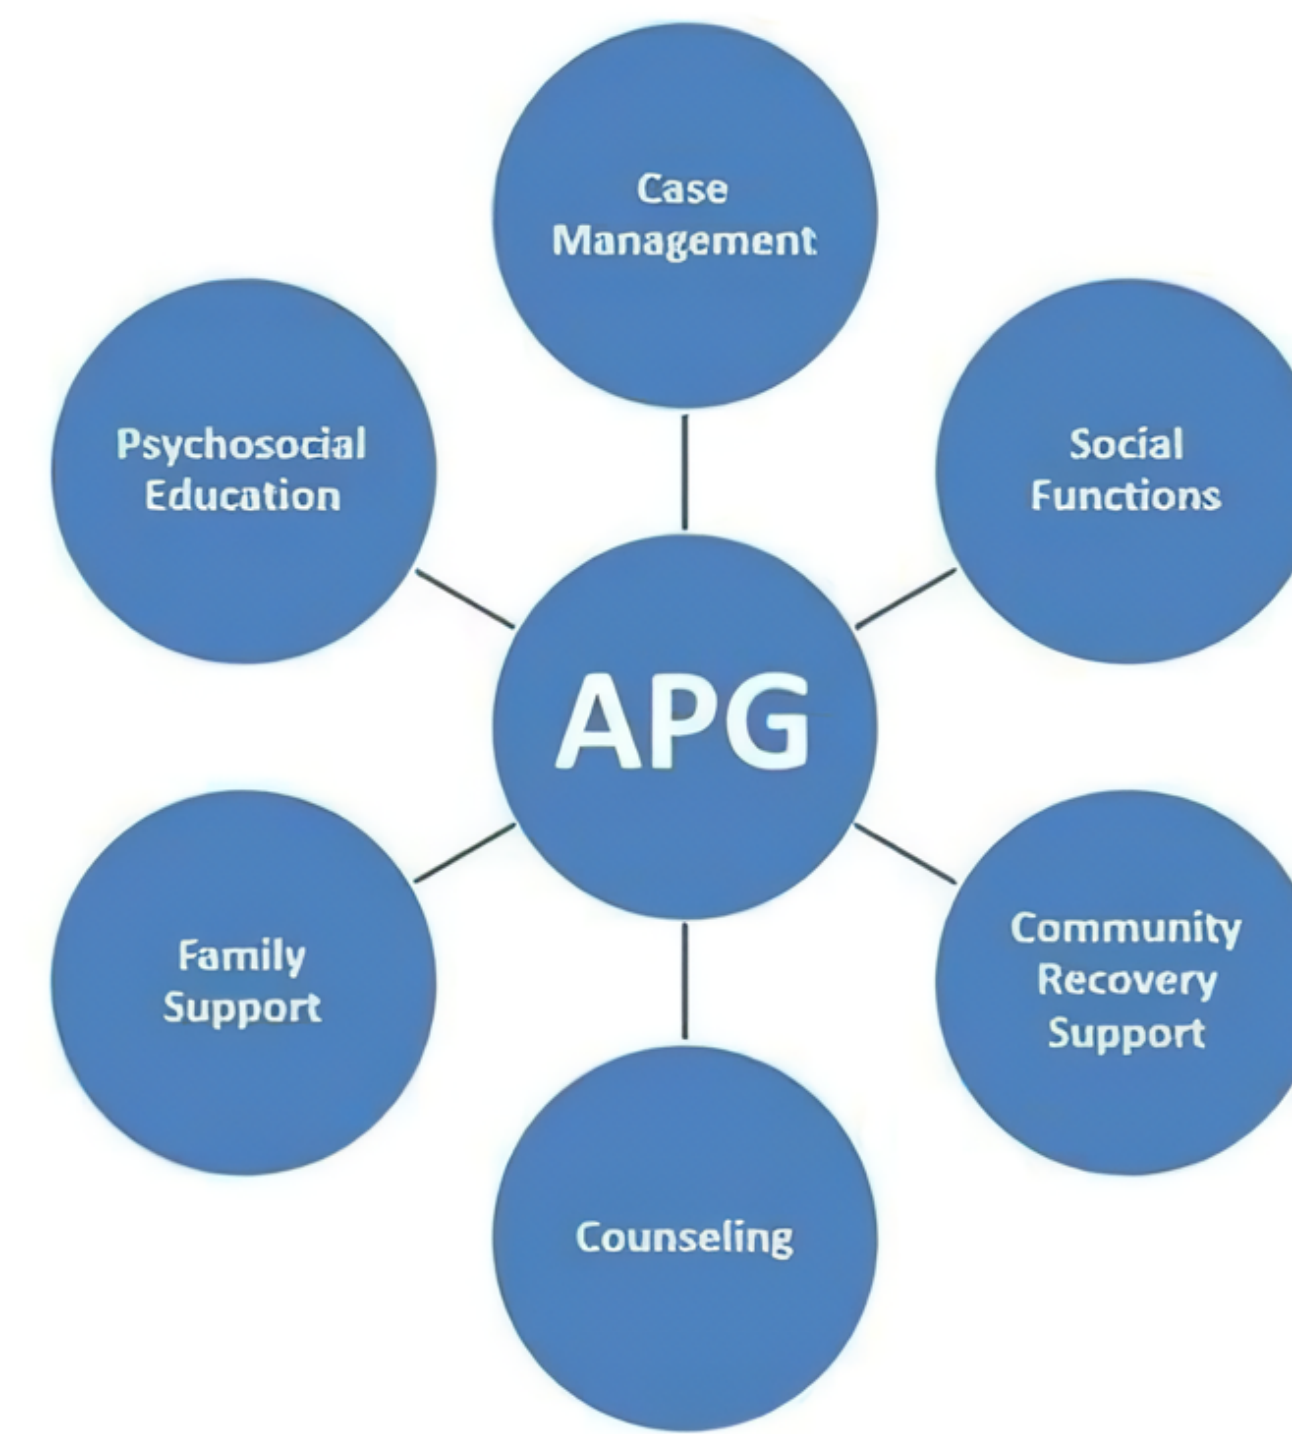 Case
Management
Social
Functions
Community
Recovery
Support
Counseling
Family
Support
Psychosocial
Education
APG